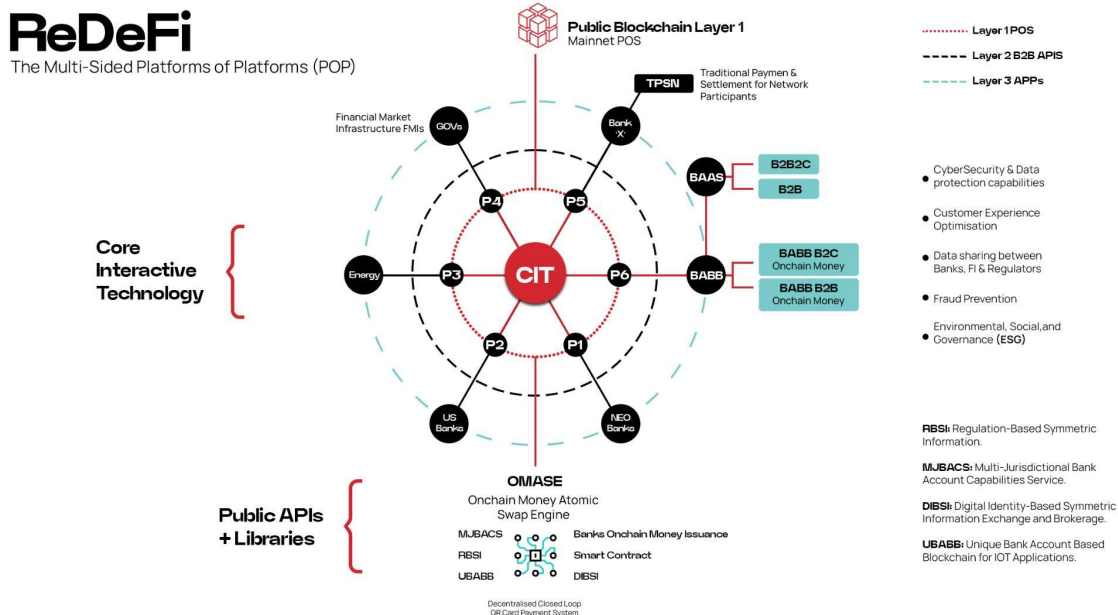 ReDeFi
The Multi-Sided Platforms of Platforms (POP)
Public Blockchain Layer 1
Mainnet POS
Layer 1 POS
Layer 2 B2B APIS
Layer 3 APPs
TPSN
Traditional Paymen &
Settlement for Network
Participants
Financial Market
Infrastructure FMIs
GOVs
Bank
"X"
BAAS
B2B2C
B2B
P4
P5
Core
Interactive
Technology
Energy
P3
CIT
P6
BABB
BABB B2C
Onchain Money
BABB B2B
Onchain Money
P2
P1
US
Banks
NEO
Banks
CyberSecurity & Data
protection capabilities
Customer Experience
Optimisation
Data sharing between
Banks, FI & Regulators
Fraud Prevention
Environmental, Social,and
Governance (ESG)
Public APIs
+ Libraries
OMASE
Onchain Money Atomic
Swap Engine
MJBACS
Banks Onchain Money Issuance
RBSI
Smart Contract
UBABB
DIBSI
Decentralised Closed Loop
QR Card Payment System
RBSI: Regulation-Based Symmetric
Information.
MJBACS: Multi-Jurisdictional Bank
Account Capabilities Service.
DIBSI: Digital Identity-Based Symmetric
Information Exchange and Brokerage.
UBABB: Unique Bank Account Based
Blockchain for IOT Applications.